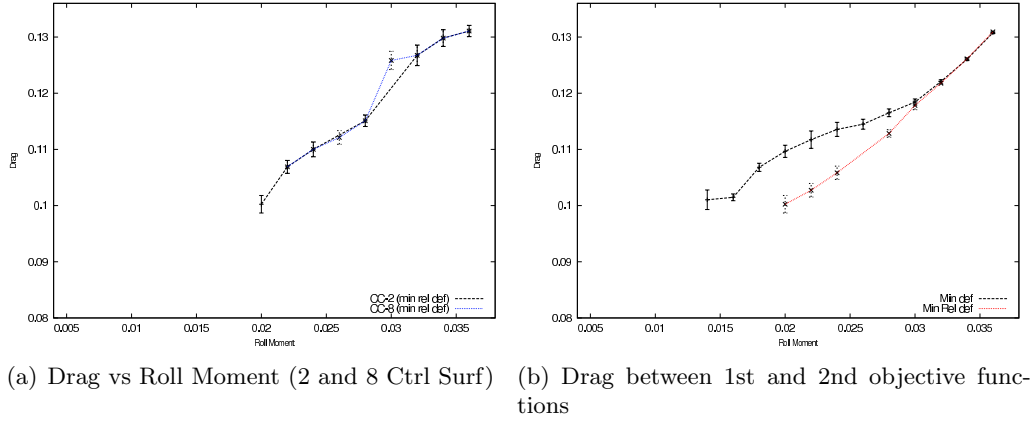 0.13
0.12
0.11
0.1
0.09
0.08
Drag
CC-2 (min rel def)
CC-8 (min rel def)
0.005 0.01 0.015 0.02 0.025 0.03 0.035
Roll Moment
0.13
0.12
0.11
0.1
0.09
0.08
Drag
Min def
Min Rel def
0.005 0.01 0.015 0.02 0.025 0.03 0.035
Roll Moment
(a) Drag vs Roll Moment (2 and 8 Ctrl Surf)
(b) Drag between 1st and 2nd objective func-
tions